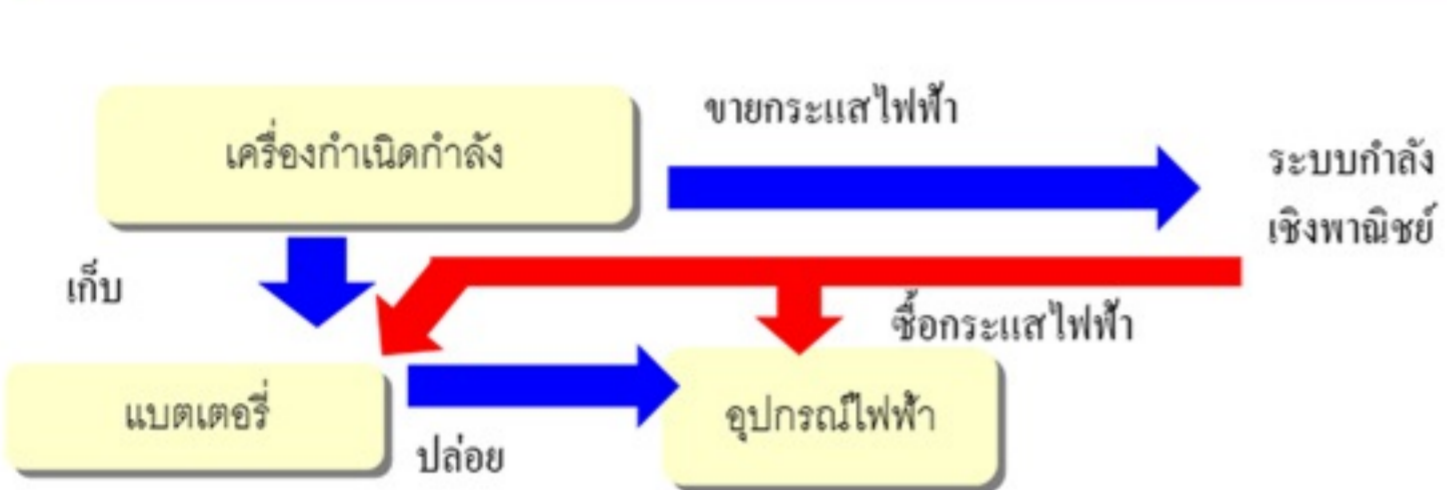 ขายกระแสไฟฟ้า
เครื่องกำเนิดกำลัง
ระบบกำลัง
เชิงพาณิชย์
เก็บ
ซื้อกระแสไฟฟ้า
แบตเตอรี่
อุปกรณ์ไฟฟ้า
ปล่อย